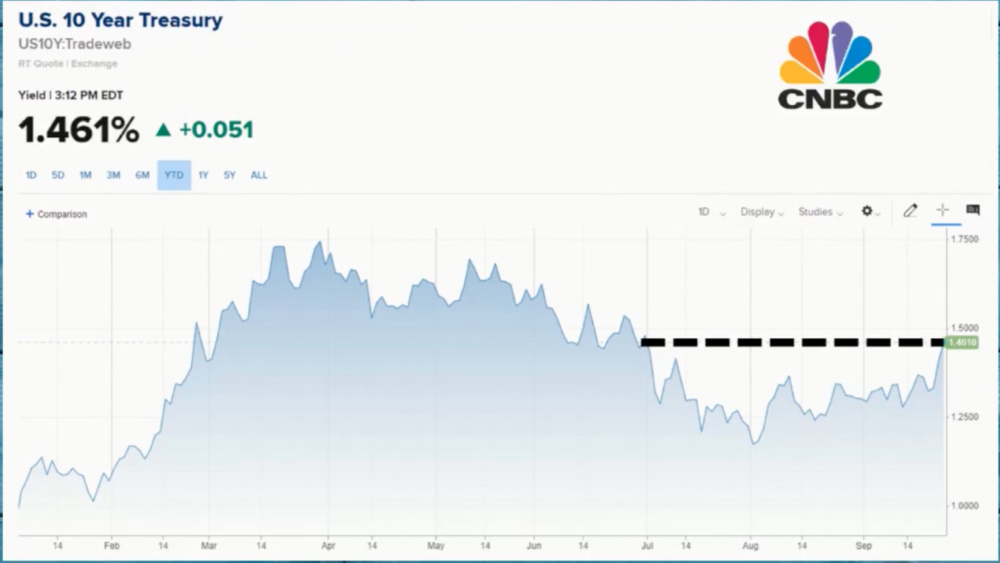 U.S. 10 Year Treasury
US10Y:Tradeweb
RT Quote | Exchange
Yield | 3:12 PM EDT
1.461% ▲ +0.051
CNBC
1D 5D 1M 3M 6M YTD 1Y 5Y ALL
+ Comparison
1D Display Studies
1.7500
1.5000
1.4610
1.2500
1.0000
14 Feb 14 Mar 14 Apr 14 May 14 Jun 14 Jul 14 Aug 14 Sep 14